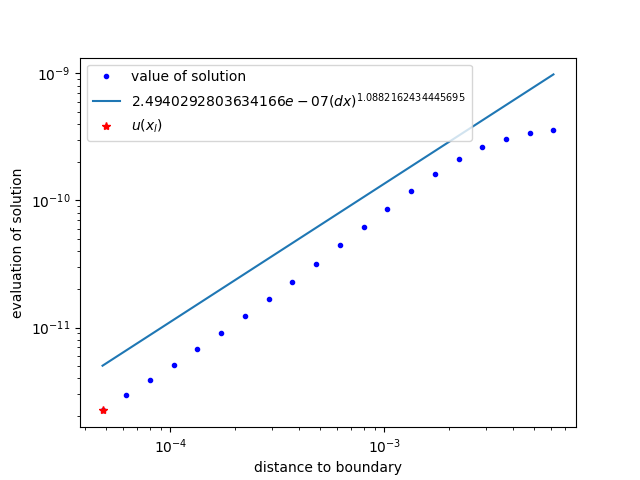 value of solution
2.4940292803634166e − 07(dx)^1.0882162434445695
u(x_l)
10^-9
10^-10
10^-11
evaluation of solution
10^-4
10^-3
distance to boundary